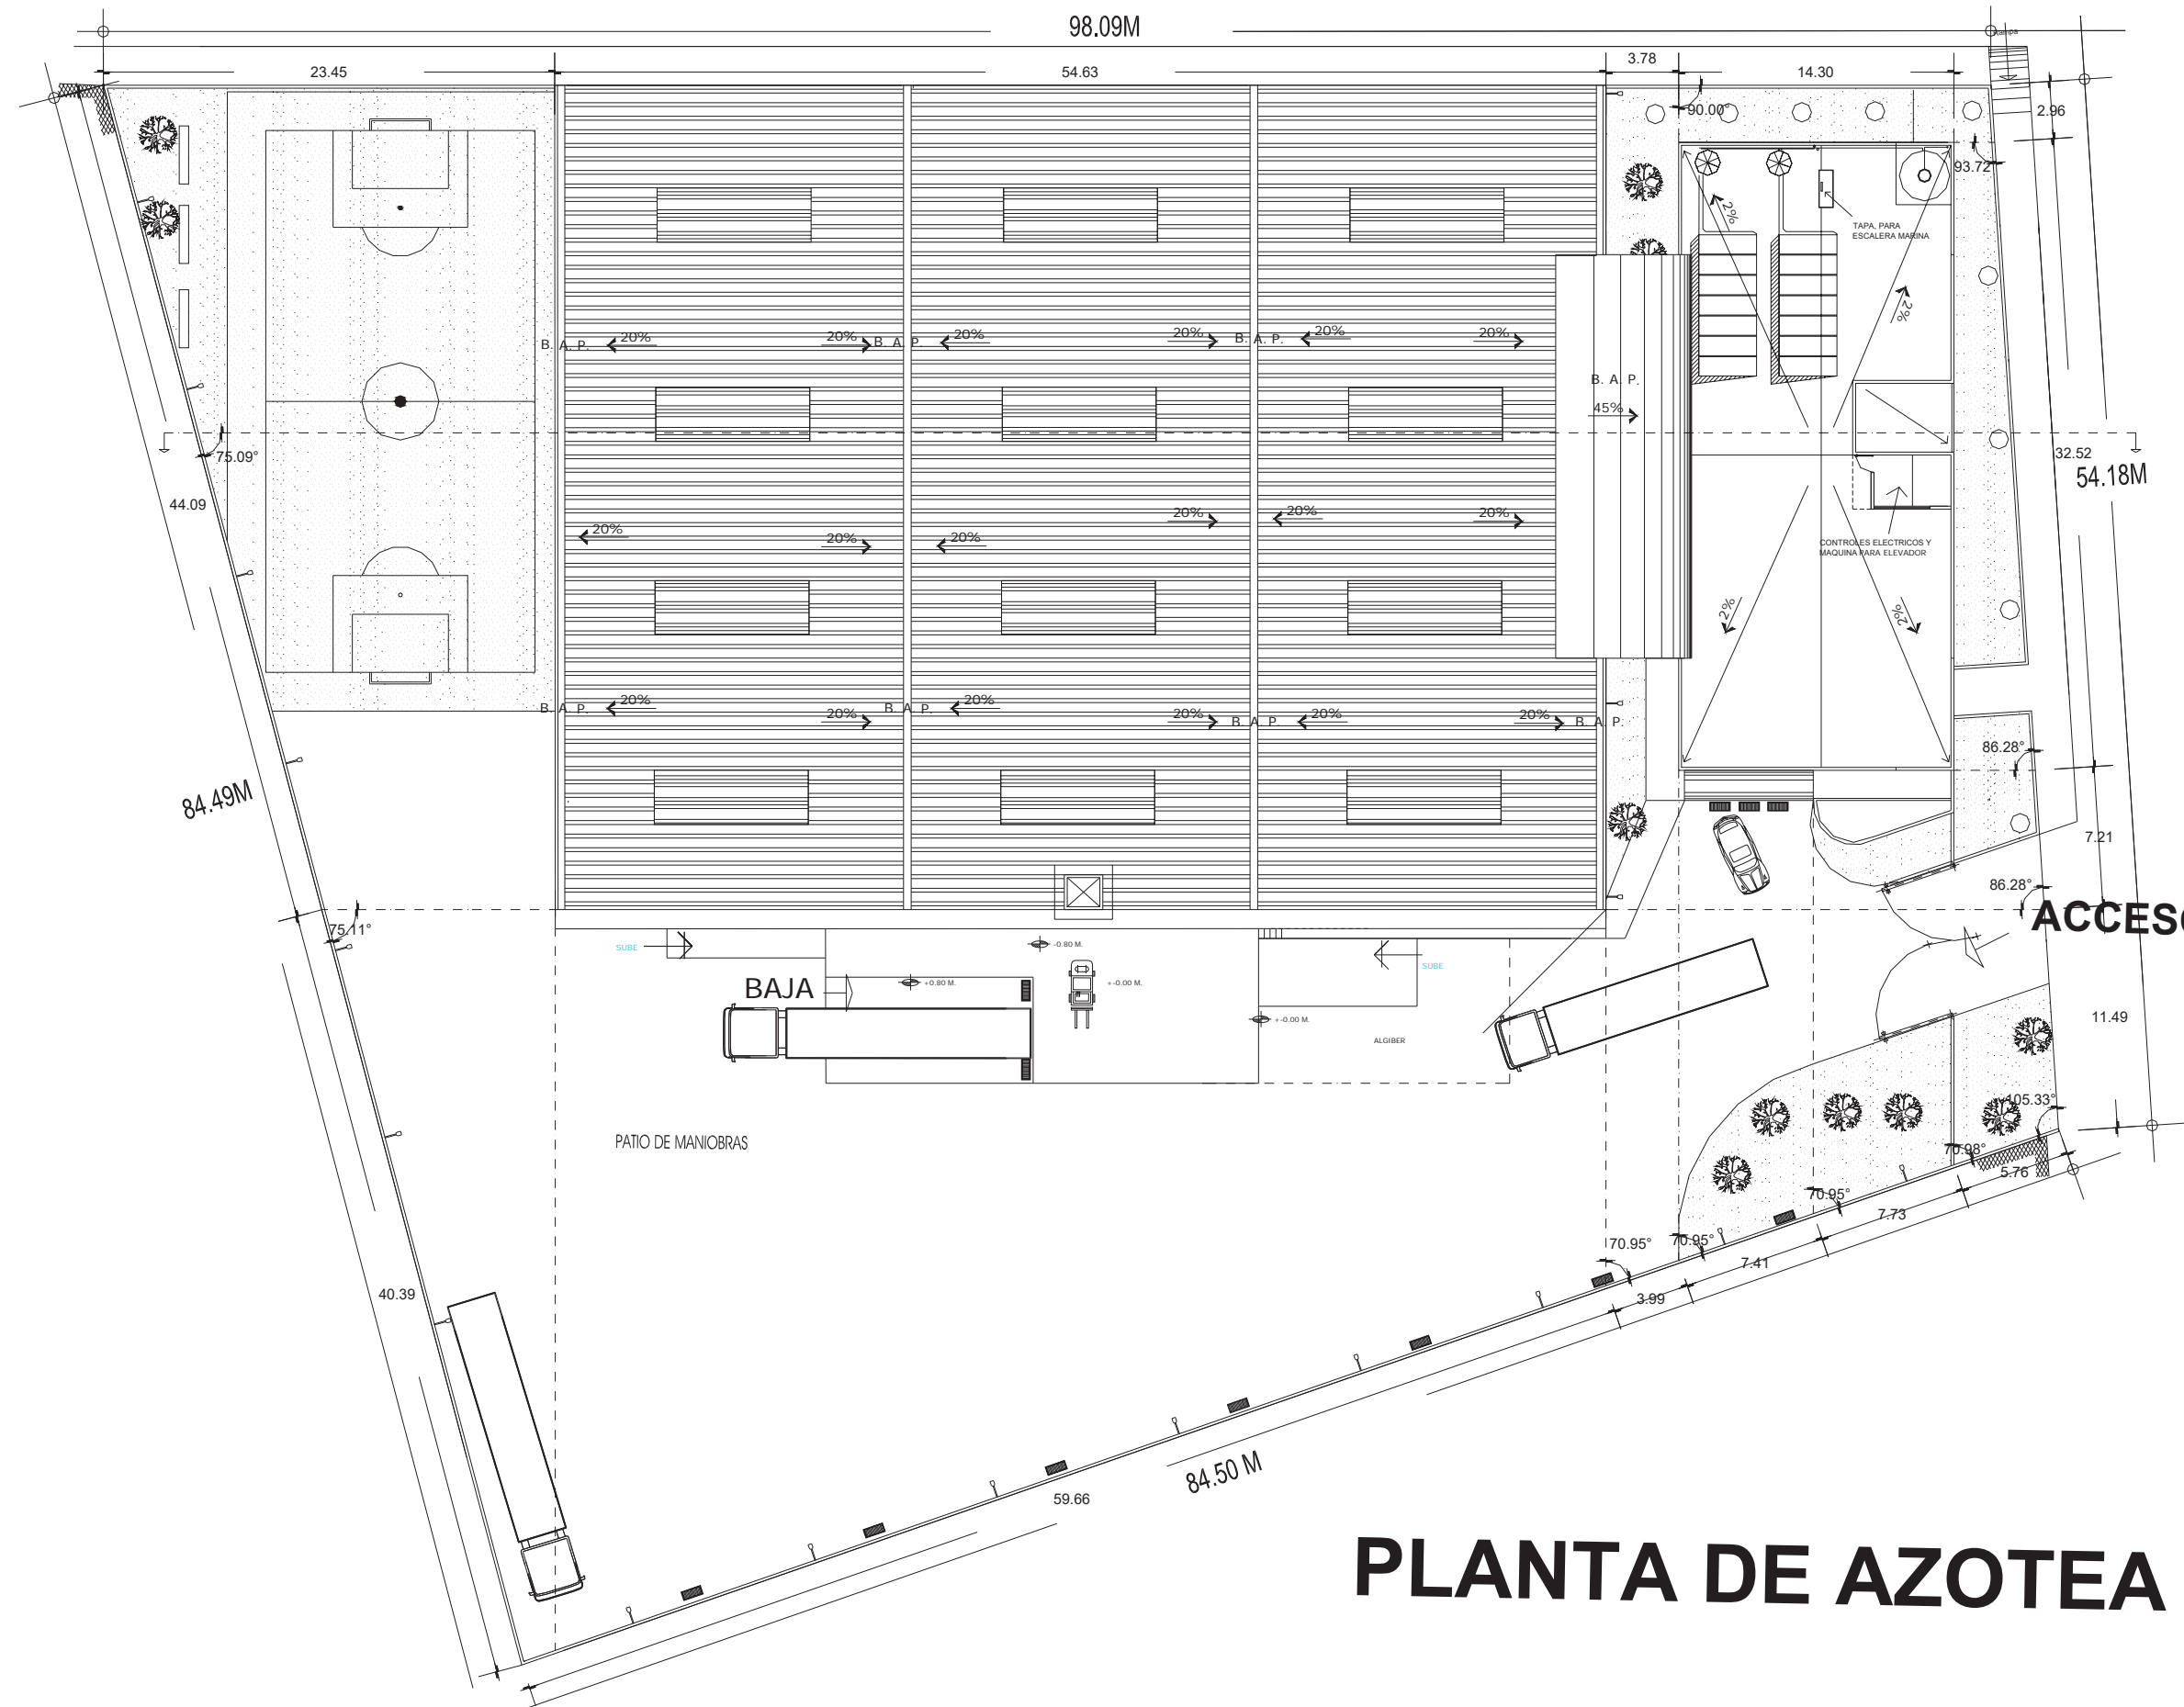 98.09M
23.45
54.63
3.78
14.30
90.00°
2.96
93.72°
TAPA, PARA
ESCALERA MARINA
2%
2%
B. A. P.
20%
20%
B. A. P.
20%
20%
B. A. P.
20%
20%
B. A. P.
45%
75.09°
44.09
32.52
54.18M
20%
20%
20%
20%
20%
20%
CONTROLES ELECTRICOS Y
MAQUINA PARA ELEVADOR
2%
2%
B. A. P.
20%
20%
B. A. P.
20%
20%
B. A. P.
20%
20%
B. A. P.
86.28°
84.49M
7.21
86.28°
ACCESO
75.11°
SUBE
-0.80 M.
SUBE
BAJA
+0.80 M.
+-0.00 M.
+-0.00 M.
ALGIBER
11.49
PATIO DE MANIOBRAS
105.33°
70.98°
5.76
70.95°
7.73
70.95°
70.95°
7.41
3.99
40.39
84.50 M
59.66
PLANTA DE AZOTEA